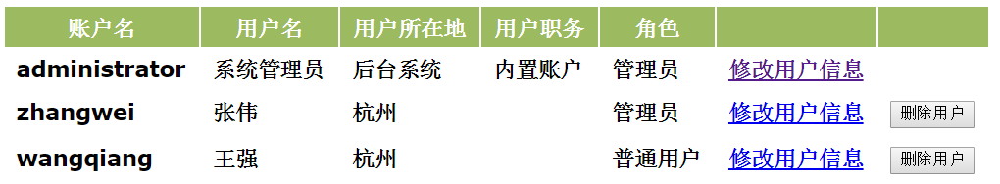 账户名 用户名 用户所在地 用户职务 角色
administrator 系统管理员 后台系统 内置账户 管理员 修改用户信息
zhangwei 张伟 杭州 管理员 修改用户信息 删除用户
wangqiang 王强 杭州 普通用户 修改用户信息 删除用户